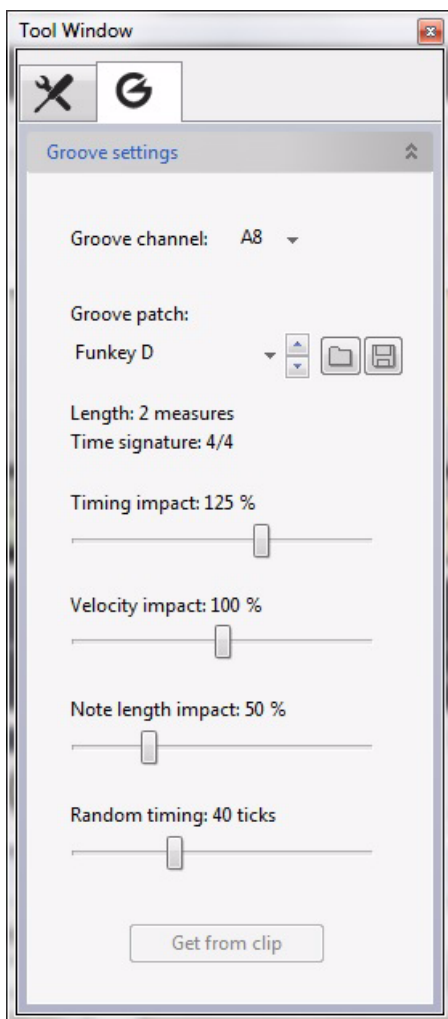 Tool Window
Groove settings
Groove channel: A8
Groove patch:
Funkey D
Length: 2 measures
Time signature: 4/4
Timing impact: 125 %
Velocity impact: 100 %
Note length impact: 50 %
Random timing: 40 ticks
Get from clip